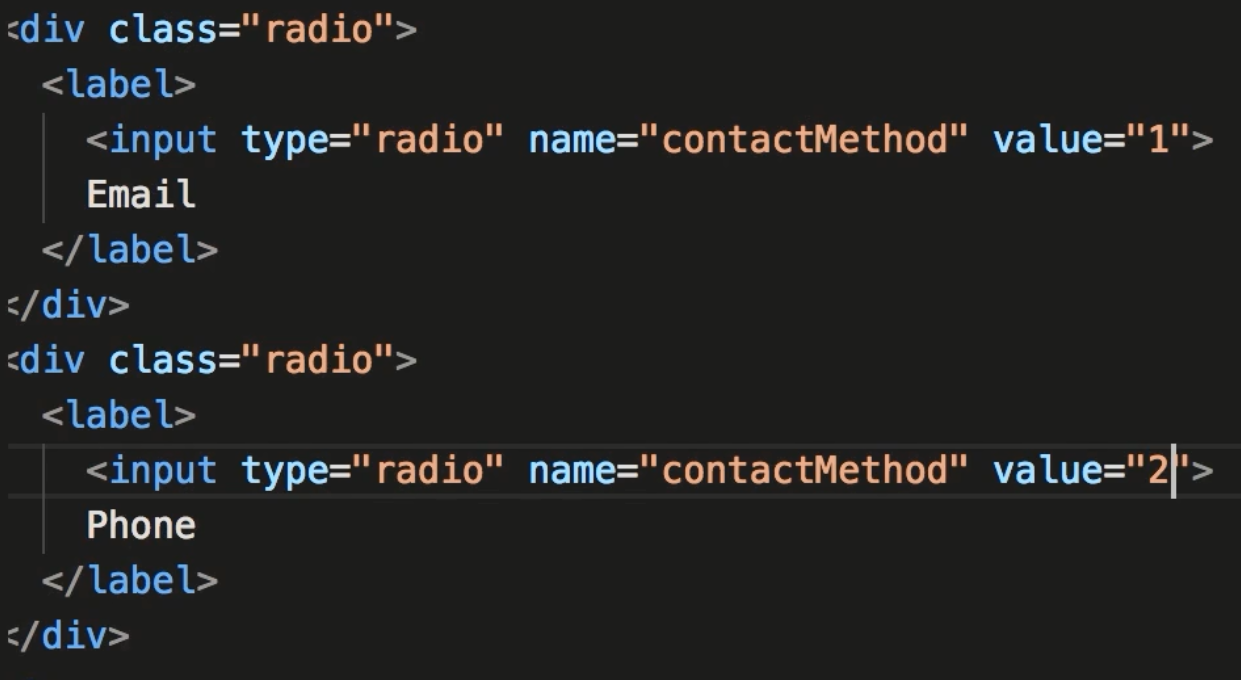 <div class="radio">
<label>
<input type="radio" name="contactMethod" value="1">
Email
</label>
</div>
<div class="radio">
<label>
<input type="radio" name="contactMethod" value="2">
Phone
</label>
</div>